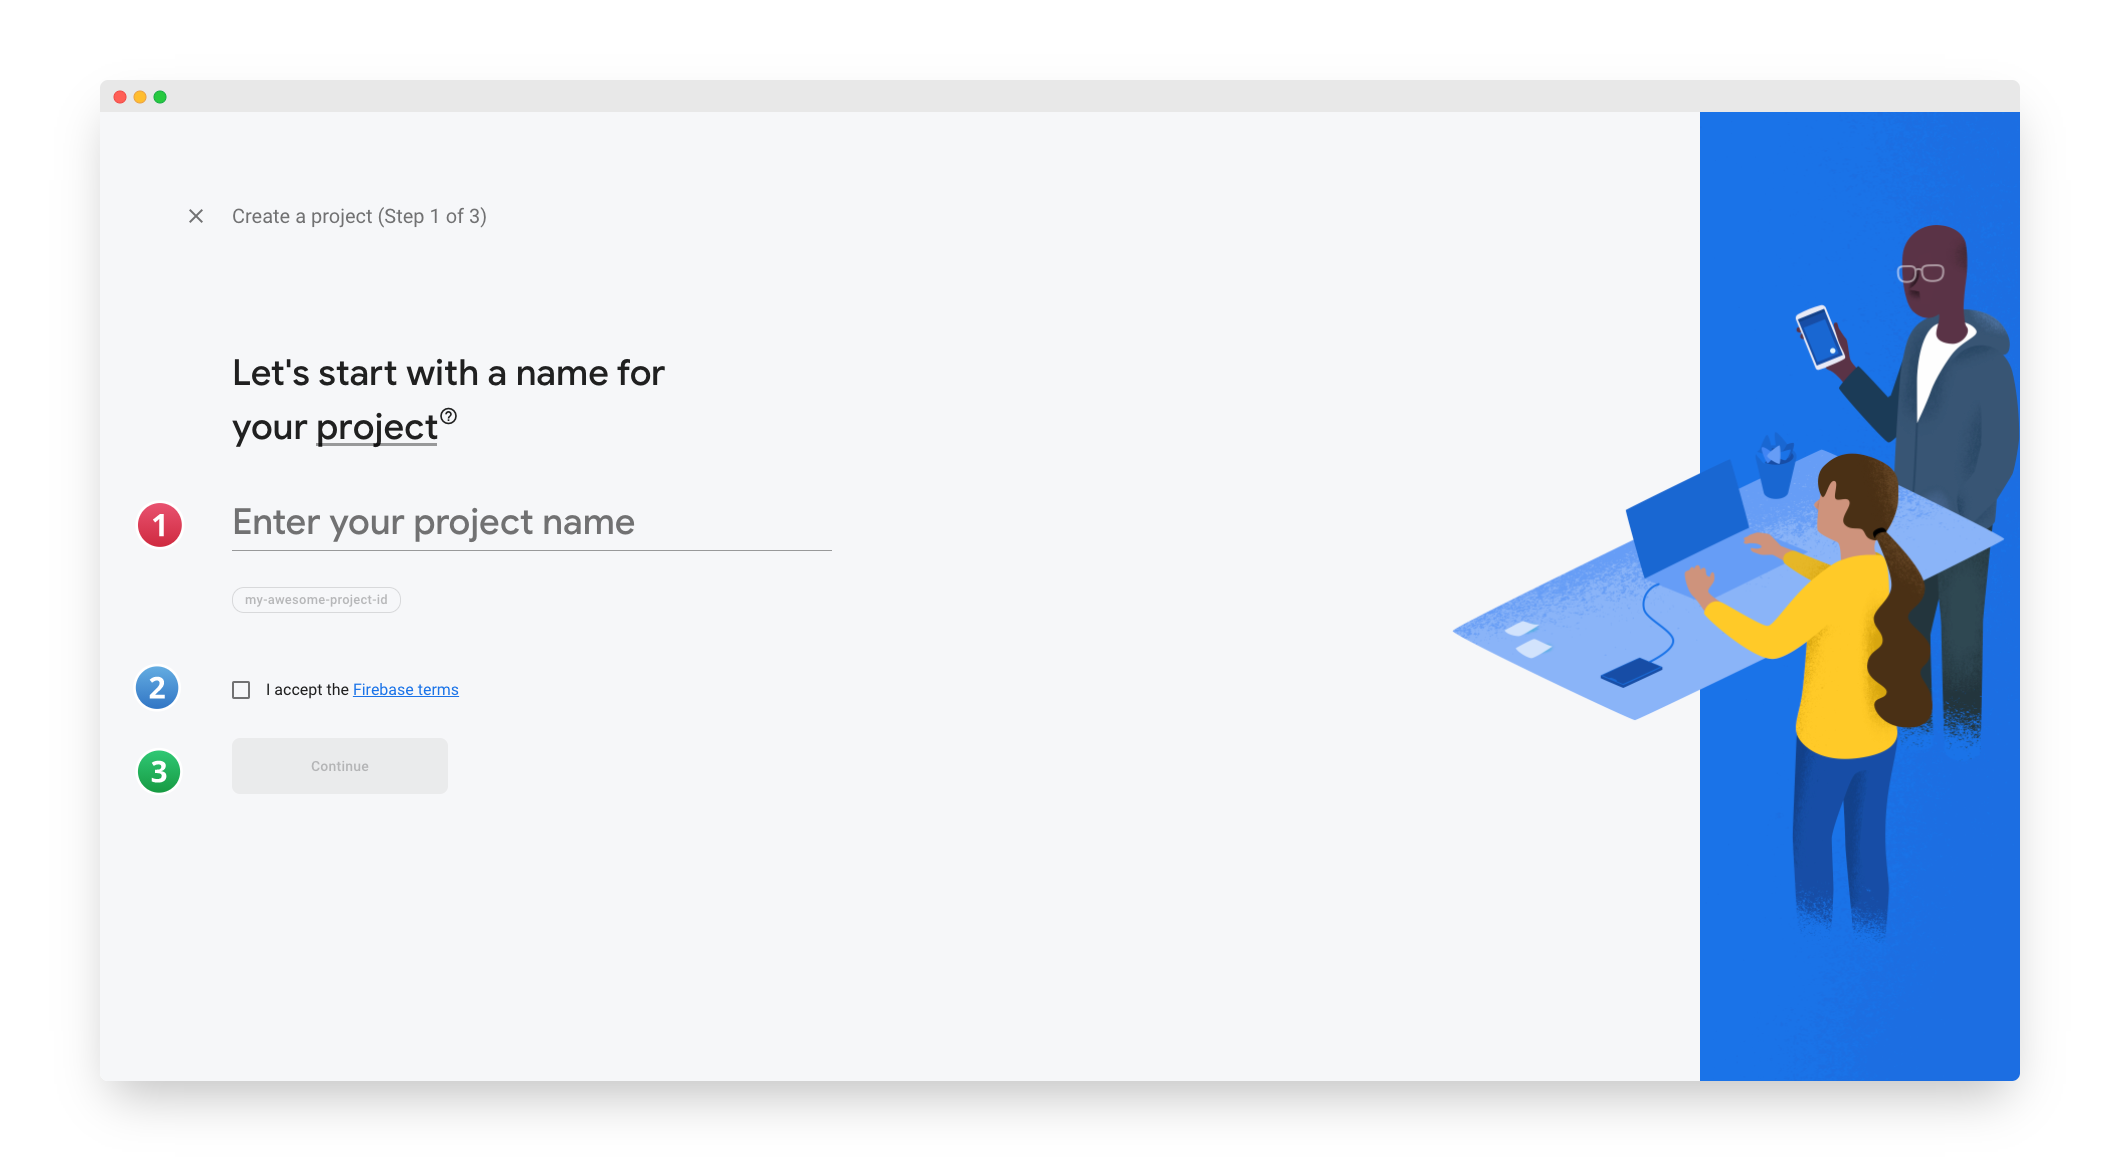 Create a project (Step 1 of 3)
Let's start with a name for
your project
1
Enter your project name
my-awesome-project-id
2
I accept the Firebase terms
3
Continue